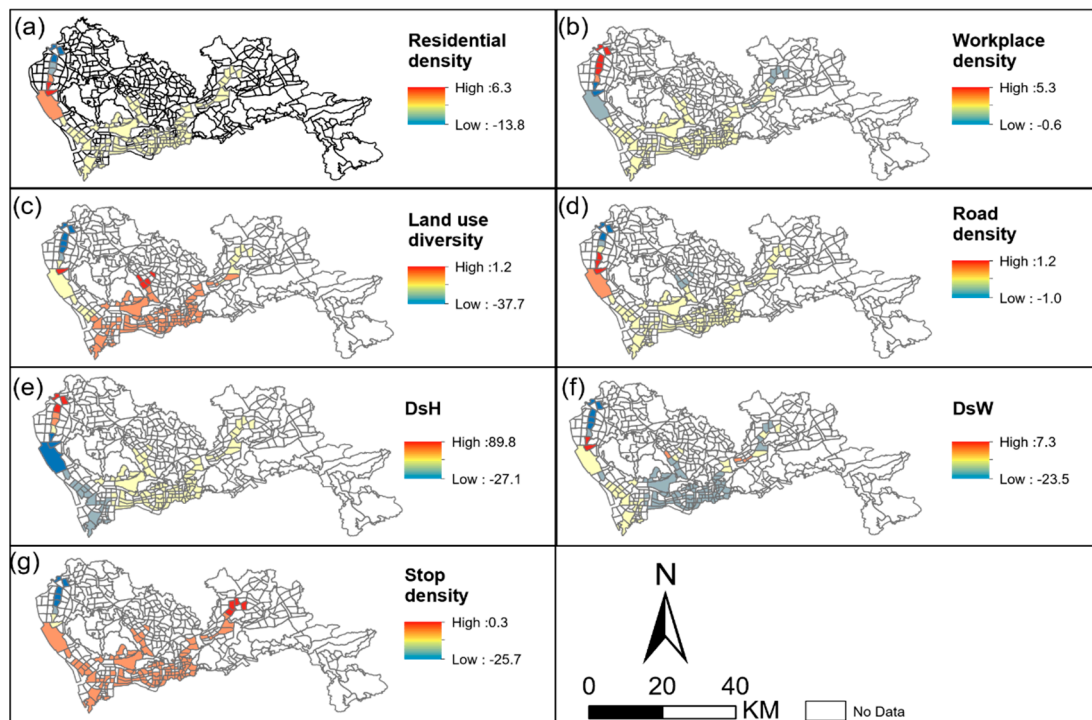 (a)
Residential
density
High :6.3
Low : -13.8
(b)
Workplace
density
High :5.3
Low : -0.6
(c)
Land use
diversity
High :1.2
Low : -37.7
(d)
Road
density
High :1.2
Low : -1.0
(e)
DsH
High :89.8
Low : -27.1
(f)
DsW
High :7.3
Low : -23.5
(g)
Stop
density
High :0.3
Low : -25.7
N
0 20 40
KM
No Data